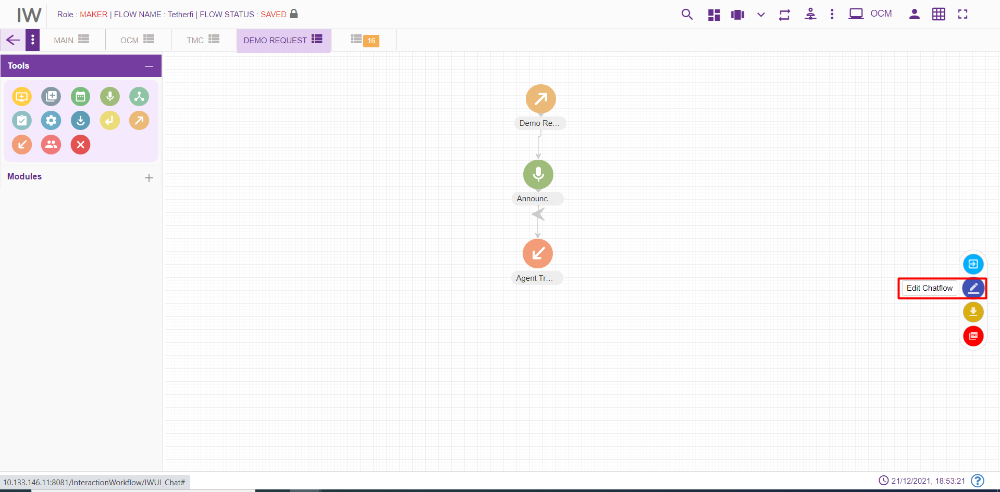 IW
Role : MAKER | FLOW NAME : Tetherfi | FLOW STATUS : SAVED
OCM
MAIN
OCM
TMC
DEMO REQUEST
16
Tools
Modules
Demo Re...
Announc...
Agent Tr...
Edit Chatflow
PDF
10.133.146.11:8081/InteractionWorkflow/IWUI_Chat#
21/12/2021, 18:53:21
?